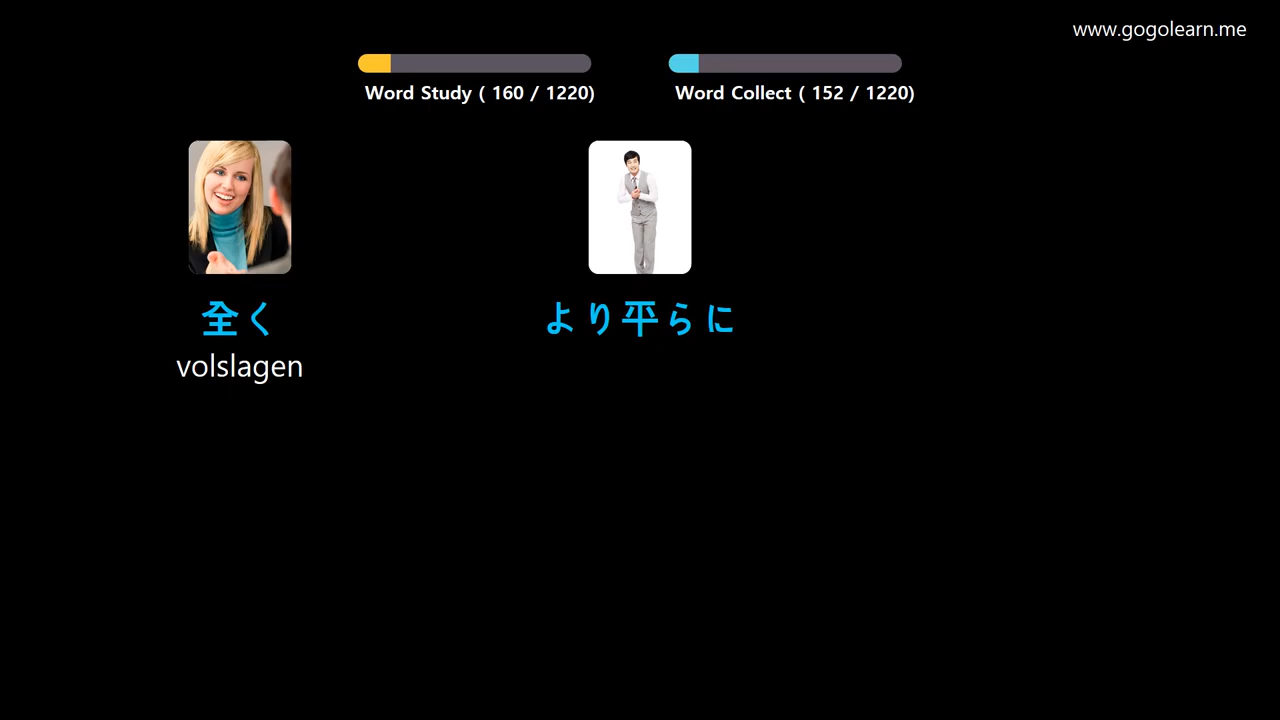 www.gogolearn.me
Word Study ( 160 / 1220)
Word Collect ( 152 / 1220)
全く
より平らに
volslagen